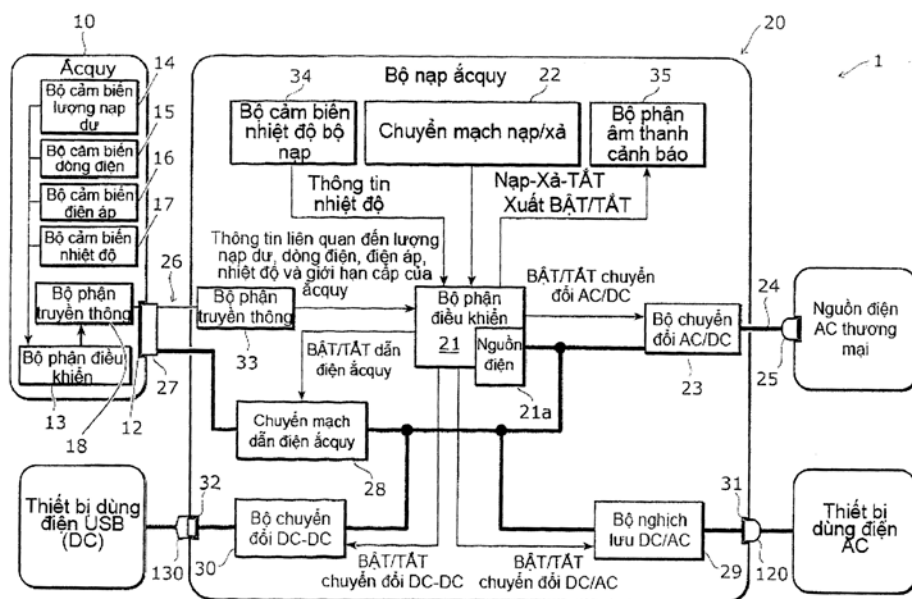 10
Ácquy
Bộ cảm biến
lượng nạp
dư
14
Bộ cảm biến
dòng điện
15
Bộ cảm biến
điện áp
16
Bộ cảm biến
nhiệt độ
17
Bộ phận
truyền thông
Bộ phận điều
khiển
13
18
12
27
26
20
1
Bộ nạp ácquy
34
Bộ cảm biến
nhiệt độ bộ
nạp
22
Chuyển mạch nạp/xả
35
Bộ phận
âm thanh
cảnh báo
Thông tin
nhiệt độ
Nạp-Xả-TẮT
Xuất BẬT/TẮT
Thông tin liên quan đến lượng
nạp dư, dòng điện, điện áp,
nhiệt độ và giới hạn cấp của
ácquy
Bộ phận
truyền thông
33
Bộ phận
điều khiển
21
Nguồn
điện
21a
BẬT/TẮT chuyển
đổi AC/DC
Bộ chuyển
đổi AC/DC
23
24
25
Nguồn điện
AC thương
mại
BẬT/TẮT dẫn
điện ácquy
Chuyển mạch
dẫn điện ácquy
28
Thiết bị dùng
điện USB
(DC)
130
32
Bộ chuyển
đổi DC-DC
30
BẬT/TẮT
chuyển đổi DC-DC
BẬT/TẮT
chuyển đổi DC/AC
Bộ nghịch
lưu DC/AC
29
31
120
Thiết bị
dùng điện
AC